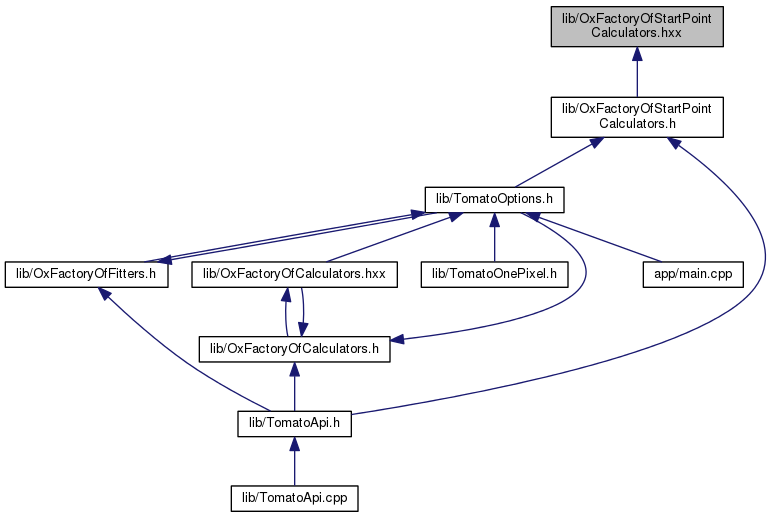 lib/OxFactoryOfStartPoint
Calculators.hxx
lib/OxFactoryOfStartPoint
Calculators.h
lib/TomatoOptions.h
lib/OxFactoryOfFitters.h
lib/OxFactoryOfCalculators.hxx
lib/TomatoOnePixel.h
app/main.cpp
lib/OxFactoryOfCalculators.h
lib/TomatoApi.h
lib/TomatoApi.cpp